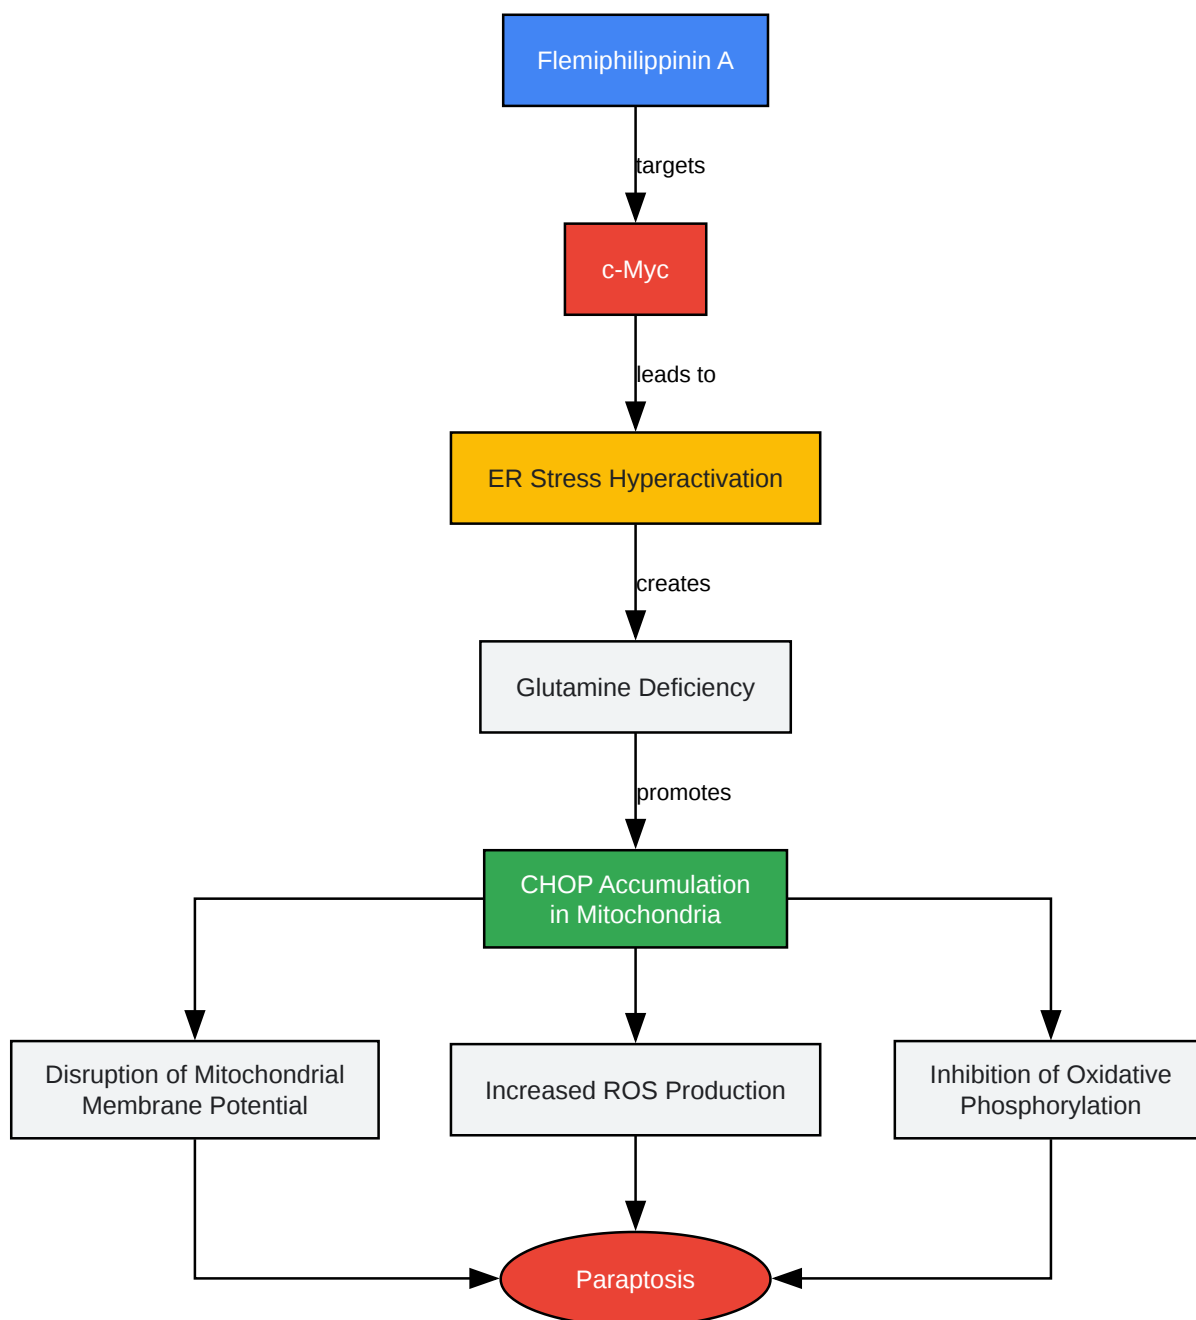 Flemiphilippinin A
targets
c-Myc
leads to
ER Stress Hyperactivation
creates
Glutamine Deficiency
promotes
CHOP Accumulation
in Mitochondria
Disruption of Mitochondrial
Membrane Potential
Increased ROS Production
Inhibition of Oxidative
Phosphorylation
Paraptosis